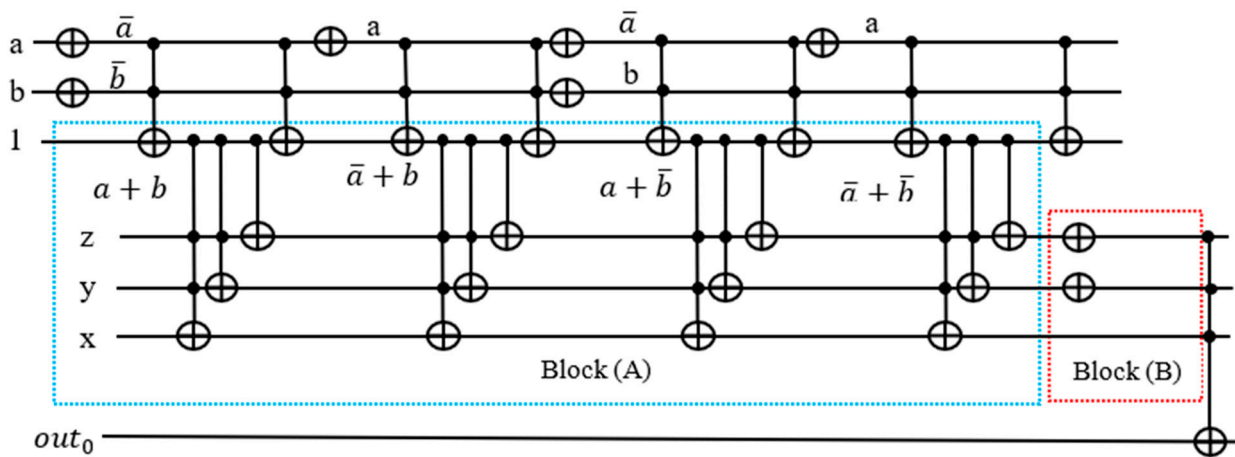 a ā a ā a
b b̄ b
1
a + b ā + b a + b̄ ā + b̄
z
y
x
Block (A) Block (B)
out₀